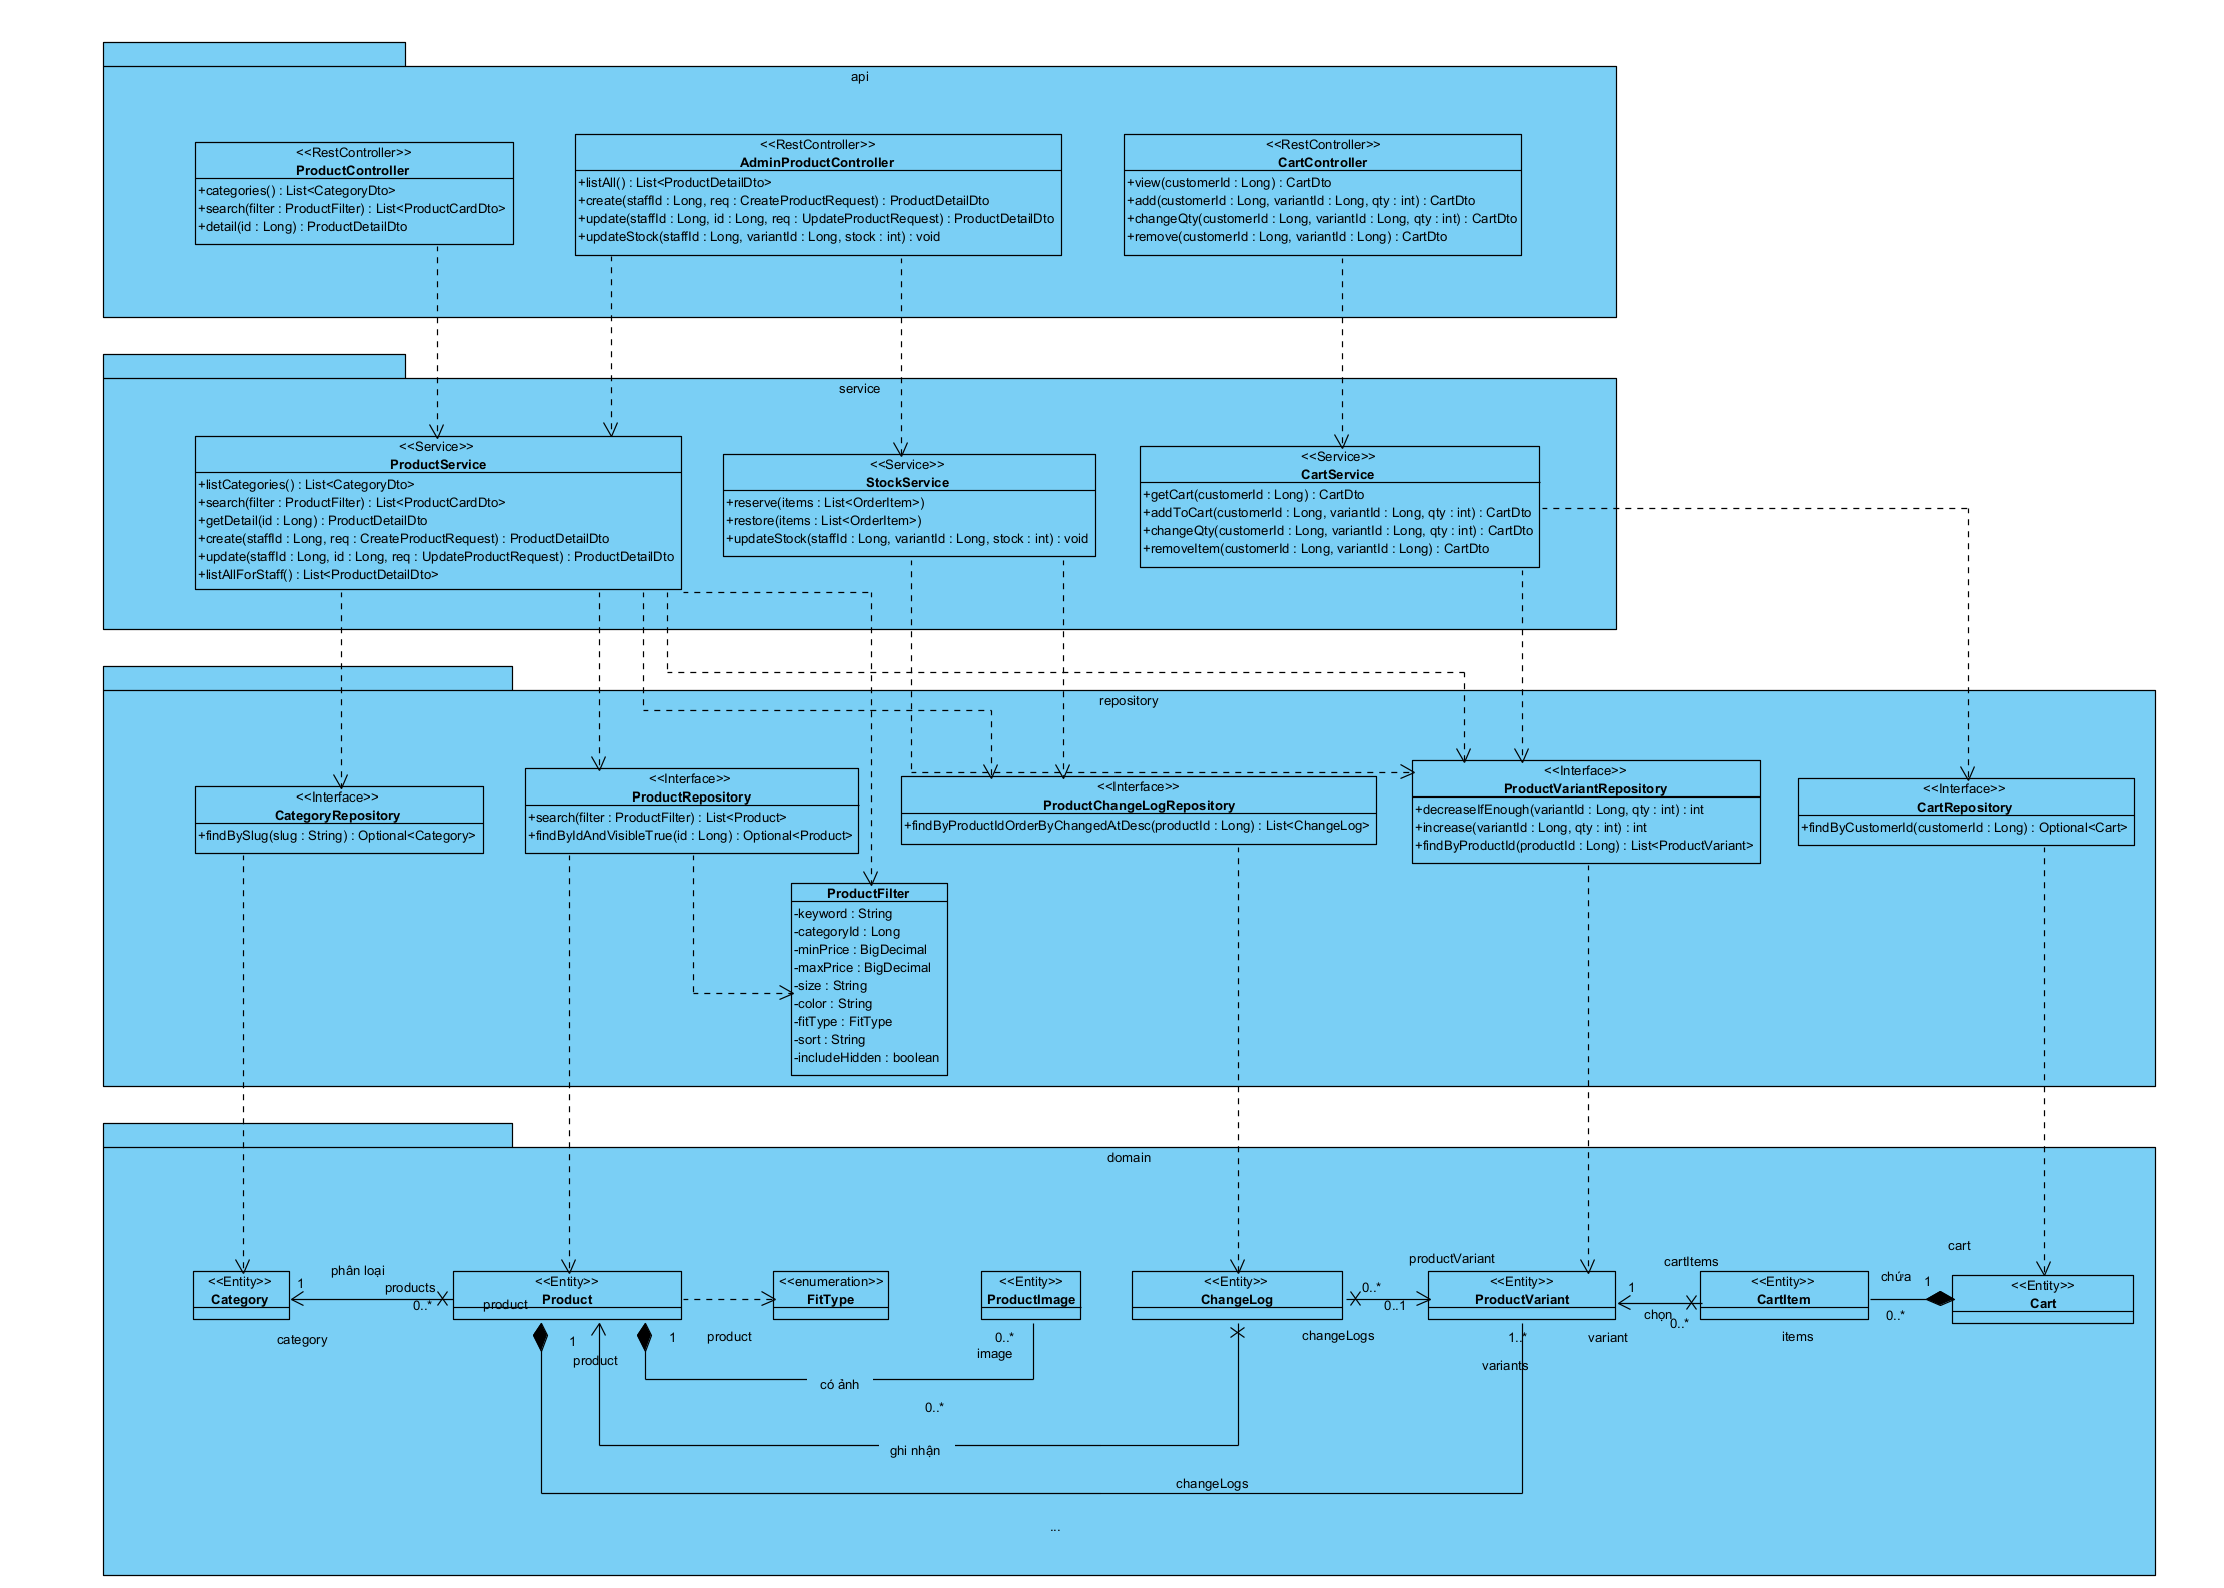 api
<<RestController>>
ProductController
+categories() : List<CategoryDto>
+search(filter : ProductFilter) : List<ProductCardDto>
+detail(id : Long) : ProductDetailDto
<<RestController>>
AdminProductController
+listAll() : List<ProductDetailDto>
+create(staffId : Long, req : CreateProductRequest) : ProductDetailDto
+update(staffId : Long, id : Long, req : UpdateProductRequest) : ProductDetailDto
+updateStock(staffId : Long, variantId : Long, stock : int) : void
<<RestController>>
CartController
+view(customerId : Long) : CartDto
+add(customerId : Long, variantId : Long, qty : int) : CartDto
+changeQty(customerId : Long, variantId : Long, qty : int) : CartDto
+remove(customerId : Long, variantId : Long) : CartDto
service
<<Service>>
ProductService
+listCategories() : List<CategoryDto>
+search(filter : ProductFilter) : List<ProductCardDto>
+getDetail(id : Long) : ProductDetailDto
+create(staffId : Long, req : CreateProductRequest) : ProductDetailDto
+update(staffId : Long, id : Long, req : UpdateProductRequest) : ProductDetailDto
+listAllForStaff() : List<ProductDetailDto>
<<Service>>
StockService
+reserve(items : List<OrderItem>)
+restore(items : List<OrderItem>)
+updateStock(staffId : Long, variantId : Long, stock : int) : void
<<Service>>
CartService
+getCart(customerId : Long) : CartDto
+addToCart(customerId : Long, variantId : Long, qty : int) : CartDto
+changeQty(customerId : Long, variantId : Long, qty : int) : CartDto
+removeItem(customerId : Long, variantId : Long) : CartDto
repository
<<Interface>>
CategoryRepository
+findBySlug(slug : String) : Optional<Category>
<<Interface>>
ProductRepository
+search(filter : ProductFilter) : List<Product>
+findByIdAndVisibleTrue(id : Long) : Optional<Product>
<<Interface>>
ProductChangeLogRepository
+findByProductIdOrderByChangedAtDesc(productId : Long) : List<ChangeLog>
<<Interface>>
ProductVariantRepository
+decreaseIfEnough(variantId : Long, qty : int) : int
+increase(variantId : Long, qty : int) : int
+findByProductId(productId : Long) : List<ProductVariant>
<<Interface>>
CartRepository
+findByCustomerId(customerId : Long) : Optional<Cart>
ProductFilter
-keyword : String
-categoryId : Long
-minPrice : BigDecimal
-maxPrice : BigDecimal
-size : String
-color : String
-fitType : FitType
-sort : String
-includeHidden : boolean
domain
<<Entity>>
Category
1
phân loại
products
0..*
category
<<Entity>>
Product
product
1
product
1
product
<<enumeration>>
FitType
<<Entity>>
ProductImage
0..*
image
có ảnh
0..*
ghi nhận
changeLogs
<<Entity>>
ChangeLog
0..*
0..1
productVariant
changeLogs
<<Entity>>
ProductVariant
1..*
variants
1
chọn
0..*
variant
cartItems
<<Entity>>
CartItem
items
chứa
1
0..*
cart
<<Entity>>
Cart
...